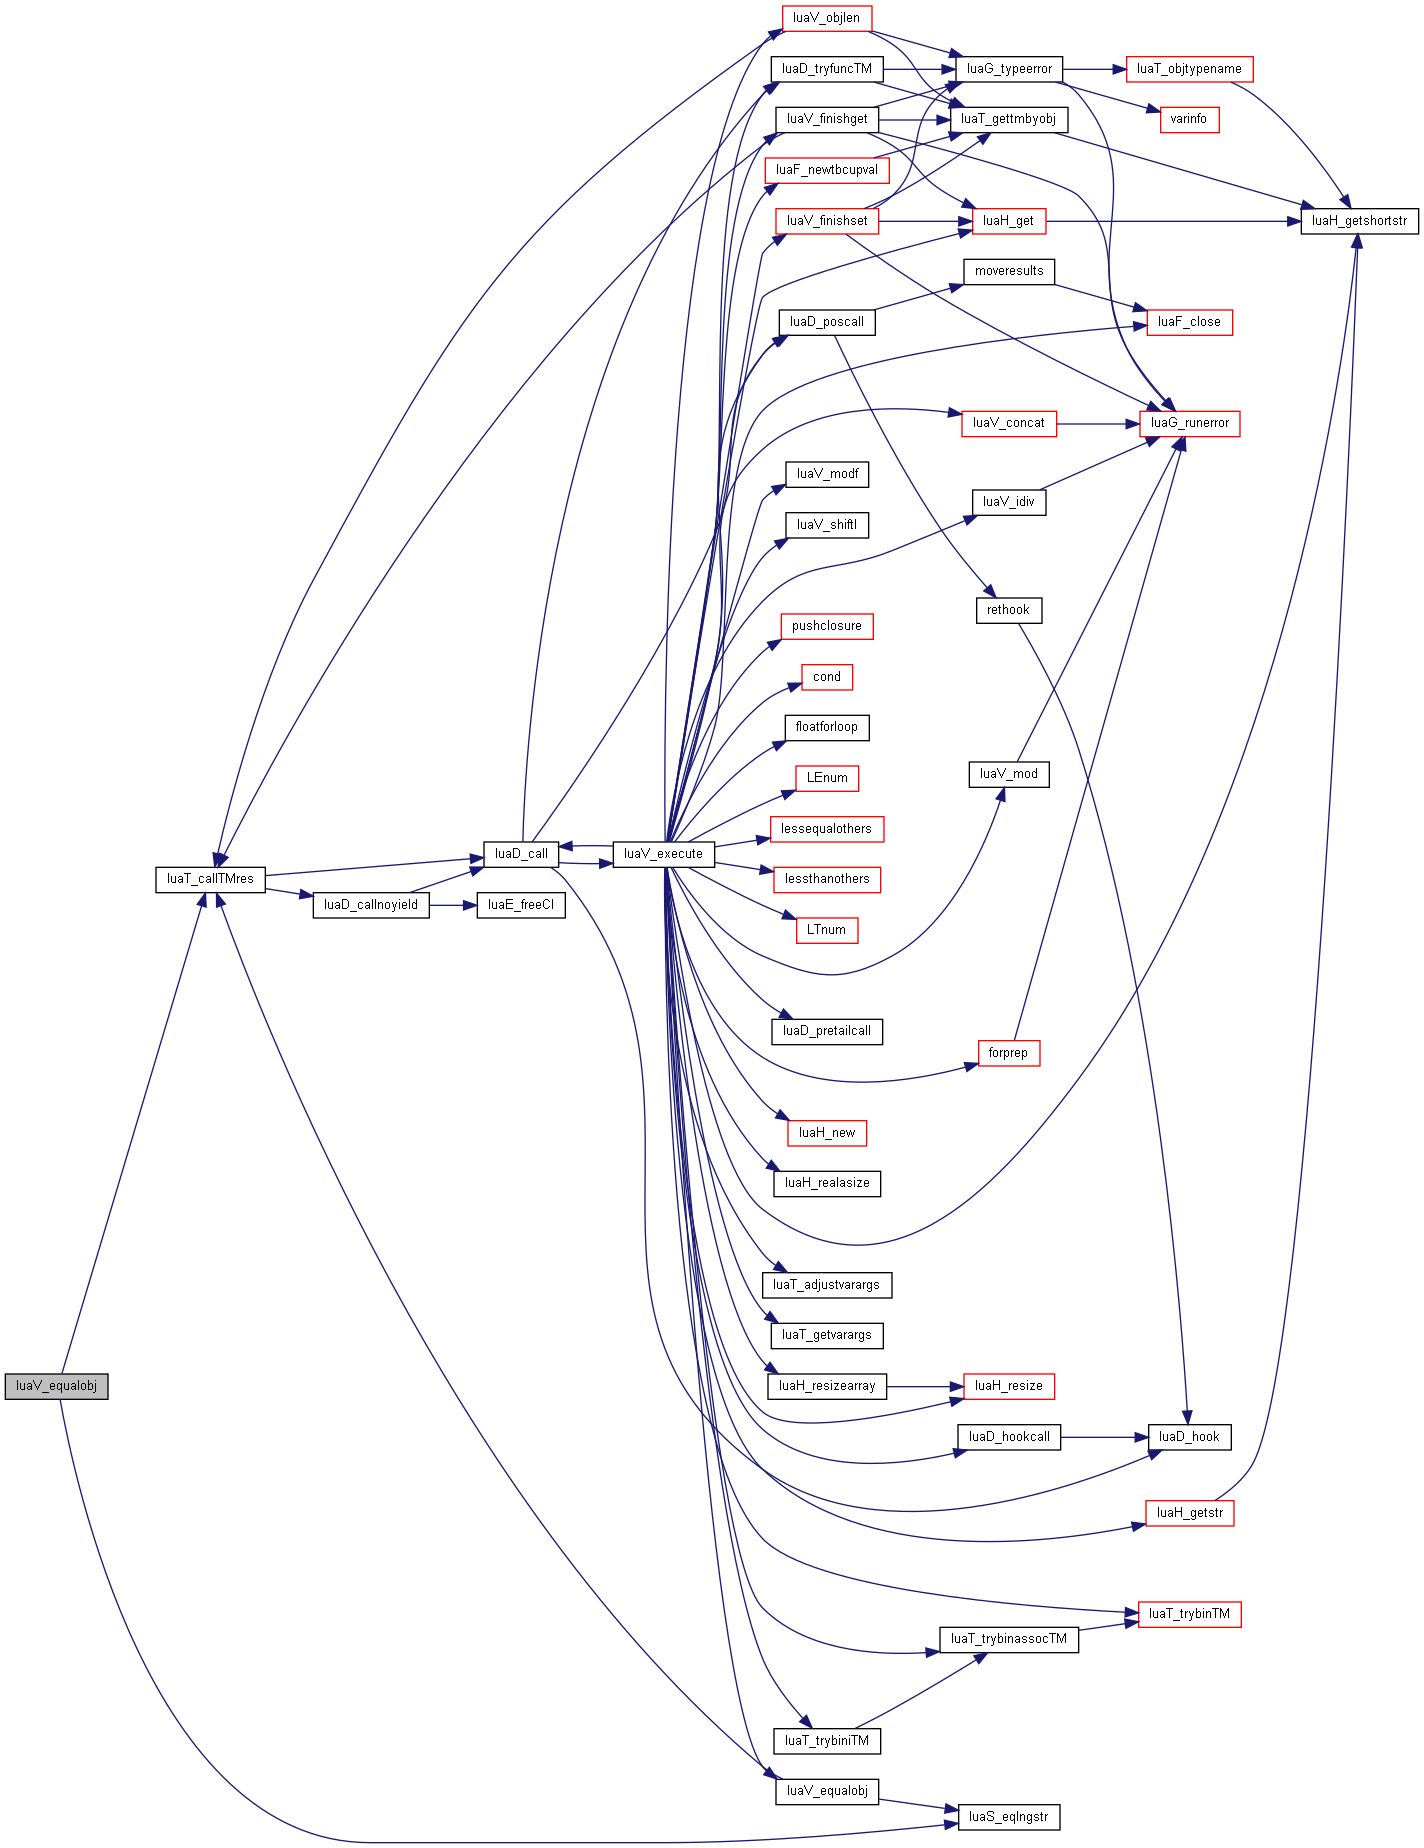 luaV_objlen
luaD_tryfuncTM
luaG_typeerror
luaT_objtypename
luaV_finishget
luaT_gettmbyobj
varinfo
luaF_newtbcupval
luaV_finishset
luaH_get
luaH_getshortstr
moveresults
luaD_poscall
luaF_close
luaV_concat
luaG_runerror
luaV_modf
luaV_idiv
luaV_shiftl
rethook
pushclosure
cond
floatforloop
LEnum
luaV_mod
lessequalothers
luaD_call
luaV_execute
luaT_callTMres
lessthanothers
luaD_callnoyield
luaE_freeCI
LTnum
luaD_pretailcall
forprep
luaH_new
luaH_realasize
luaT_adjustvarargs
luaT_getvarargs
luaV_equalobj
luaH_resizearray
luaH_resize
luaD_hookcall
luaD_hook
luaH_getstr
luaT_trybinTM
luaT_trybinassocTM
luaT_trybiniTM
luaV_equalobj
luaS_eqlngstr